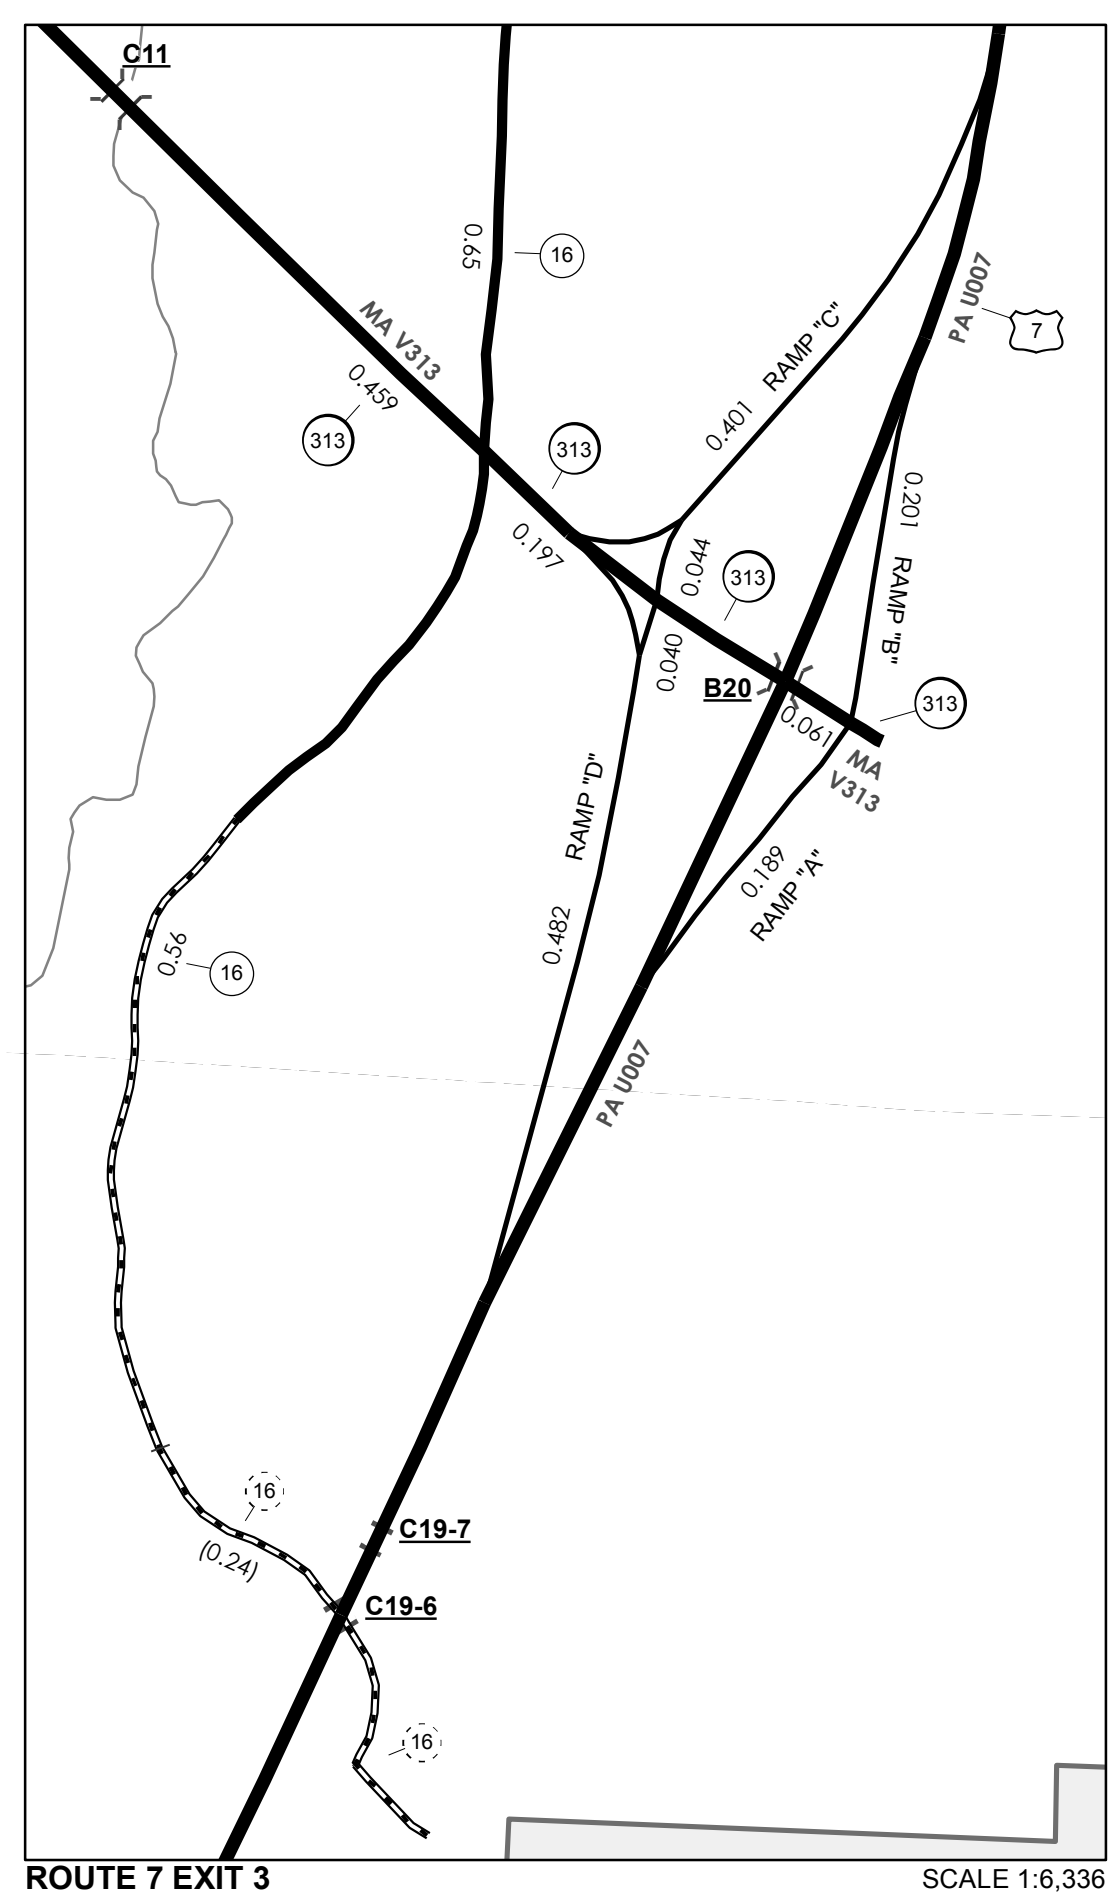 C11
0.65
16
PA U007
7
MA V313
RAMP "C"
0.459
313
313
0.401
0.201
0.197
0.044
313
RAMP "B"
0.040
B20
313
0.061
MA
V313
RAMP "D"
0.189
RAMP "A"
0.482
0.56
16
PA U007
16
(0.24)
C19-7
C19-6
16
ROUTE 7 EXIT 3
SCALE 1:6,336